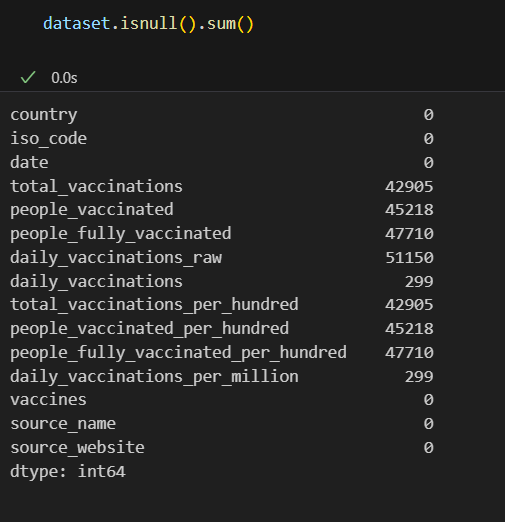 dataset.isnull().sum()
0.0s
country 0
iso_code 0
date 0
total_vaccinations 42905
people_vaccinated 45218
people_fully_vaccinated 47710
daily_vaccinations_raw 51150
daily_vaccinations 299
total_vaccinations_per_hundred 42905
people_vaccinated_per_hundred 45218
people_fully_vaccinated_per_hundred 47710
daily_vaccinations_per_million 299
vaccines 0
source_name 0
source_website 0
dtype: int64